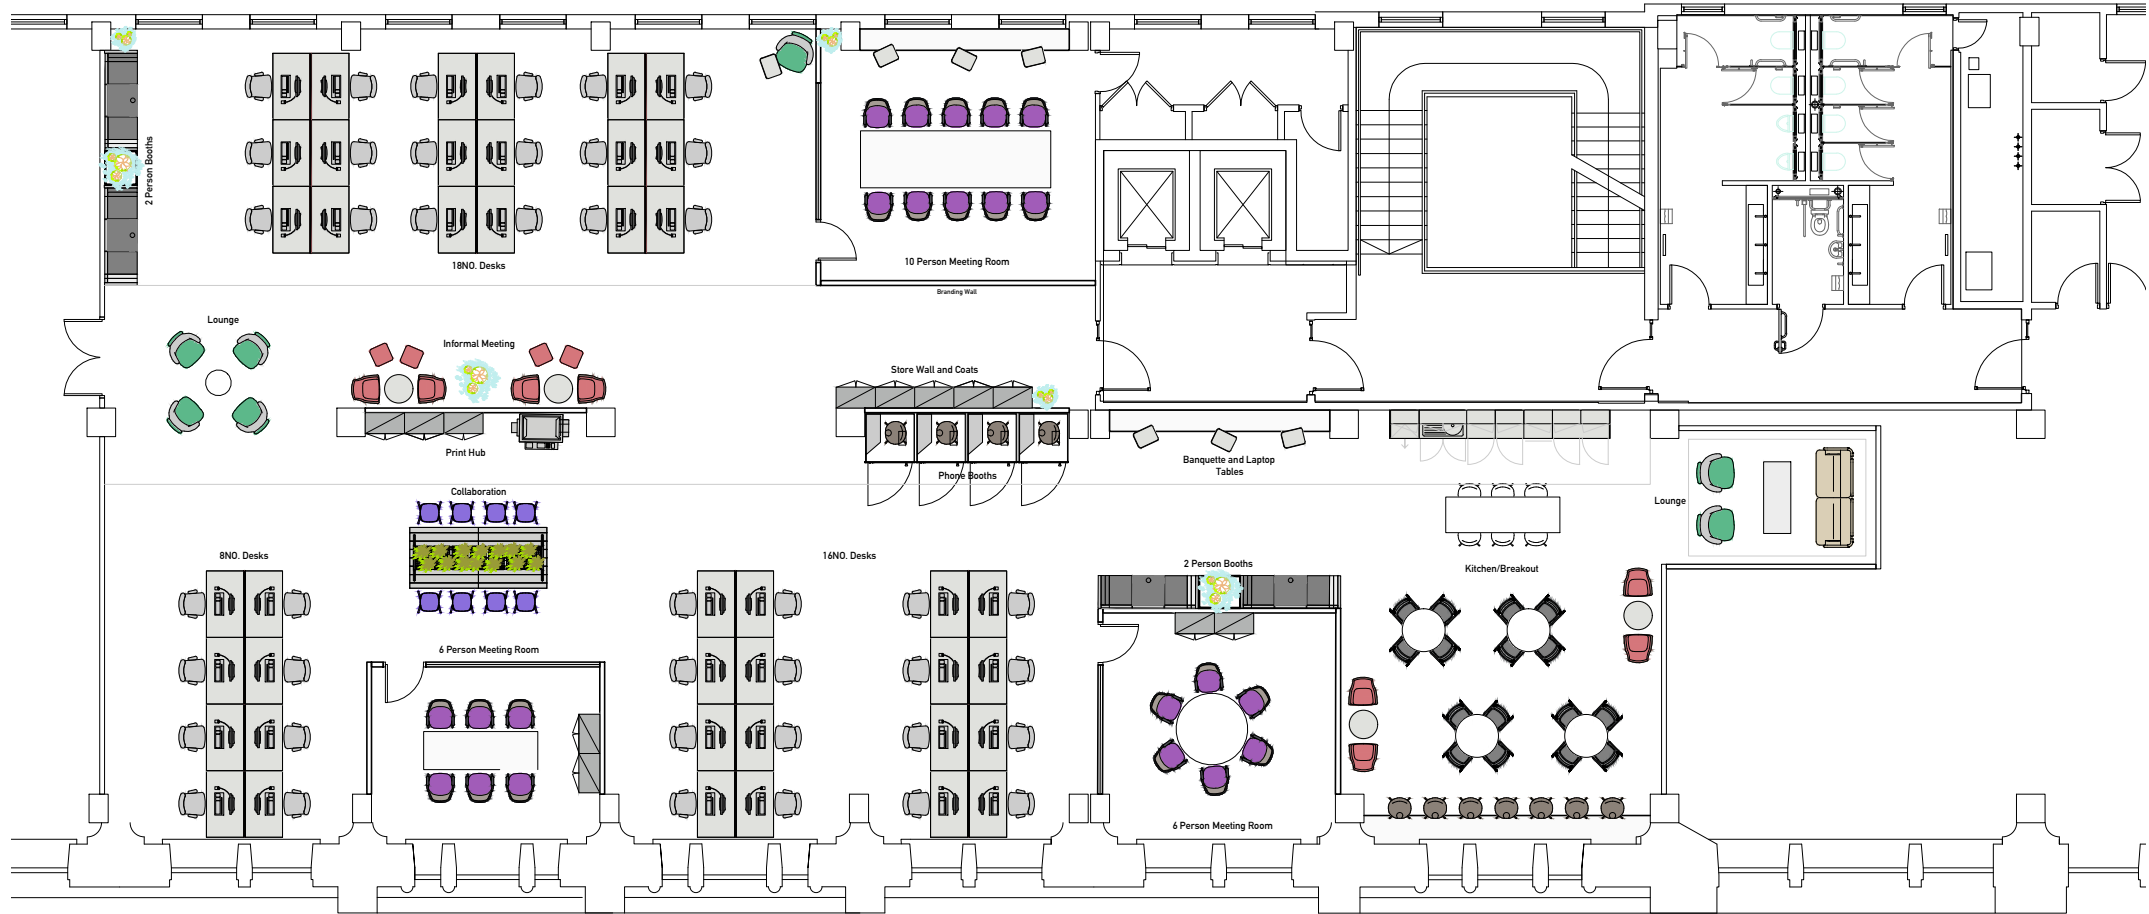 2 Person Booths
18NO. Desks
10 Person Meeting Room
Branding Wall
Lounge
Informal Meeting
Store Wall and Coats
Print Hub
Phone Booths
Banquette and Laptop
Tables
Collaboration
Lounge
8NO. Desks
16NO. Desks
2 Person Booths
Kitchen/Breakout
6 Person Meeting Room
6 Person Meeting Room